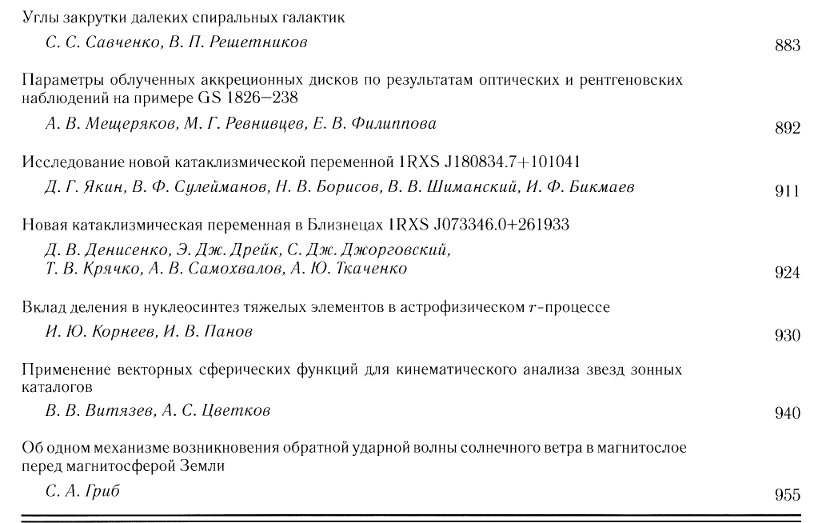 Углы закрутки далеких спиральных галактик
С. С. Савченко, В. П. Решетников
883
Параметры облученных аккреционных дисков по результатам оптических и рентгеновских
наблюдений на примере GS 1826–238
А. В. Мещеряков, М. Г. Ревнивцев, Е. В. Филиппова
892
Исследование новой катаклизмической переменной 1RXS J180834.7+101041
Д. Г. Якин, В. Ф. Сулейманов, Н. В. Борисов, В. В. Шиманский, И. Ф. Бикмаев
911
Новая катаклизмическая переменная в Близнецах 1RXS J073346.0+261933
Д. В. Денисенко, Э. Дж. Дрейк, С. Дж. Джорговский,
Т. В. Крячко, А. В. Самохвалов, А. Ю. Ткаченко
924
Вклад деления в нуклеосинтез тяжелых элементов в астрофизическом r-процессе
И. Ю. Корнеев, И. В. Панов
930
Применение векторных сферических функций для кинематического анализа звезд зонных
каталогов
В. В. Витязев, А. С. Цветков
940
Об одном механизме возникновения обратной ударной волны солнечного ветра в магнитослое
перед магнитосферой Земли
С. А. Гриб
955